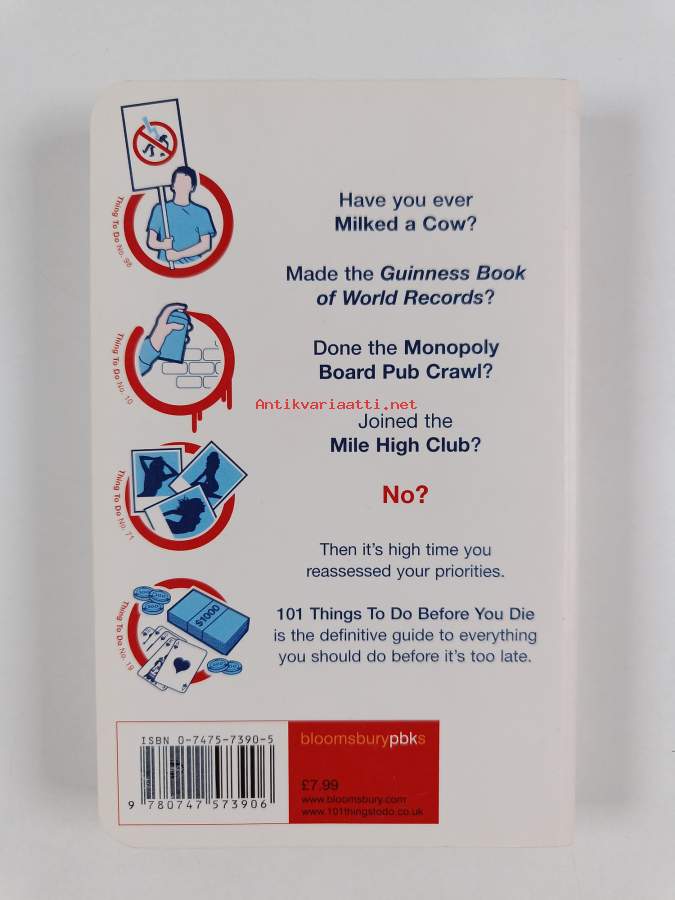 Thing To Do No. 98
Have you ever
Milked a Cow?
Made the Guinness Book
of World Records?
Thing To Do No. 10
Done the Monopoly
Board Pub Crawl?
Antikvariaatti.net
Joined the
Mile High Club?
Thing To Do No. 71
No?
Then it's high time you
reassessed your priorities.
Thing To Do No. 19
$1000
101 Things To Do Before You Die
is the definitive guide to everything
you should do before it's too late.
ISBN 0-7475-7390-5
9 780747 573906
bloomsburypbks
£7.99
www.bloomsbury.com
www.101thingstodo.co.uk